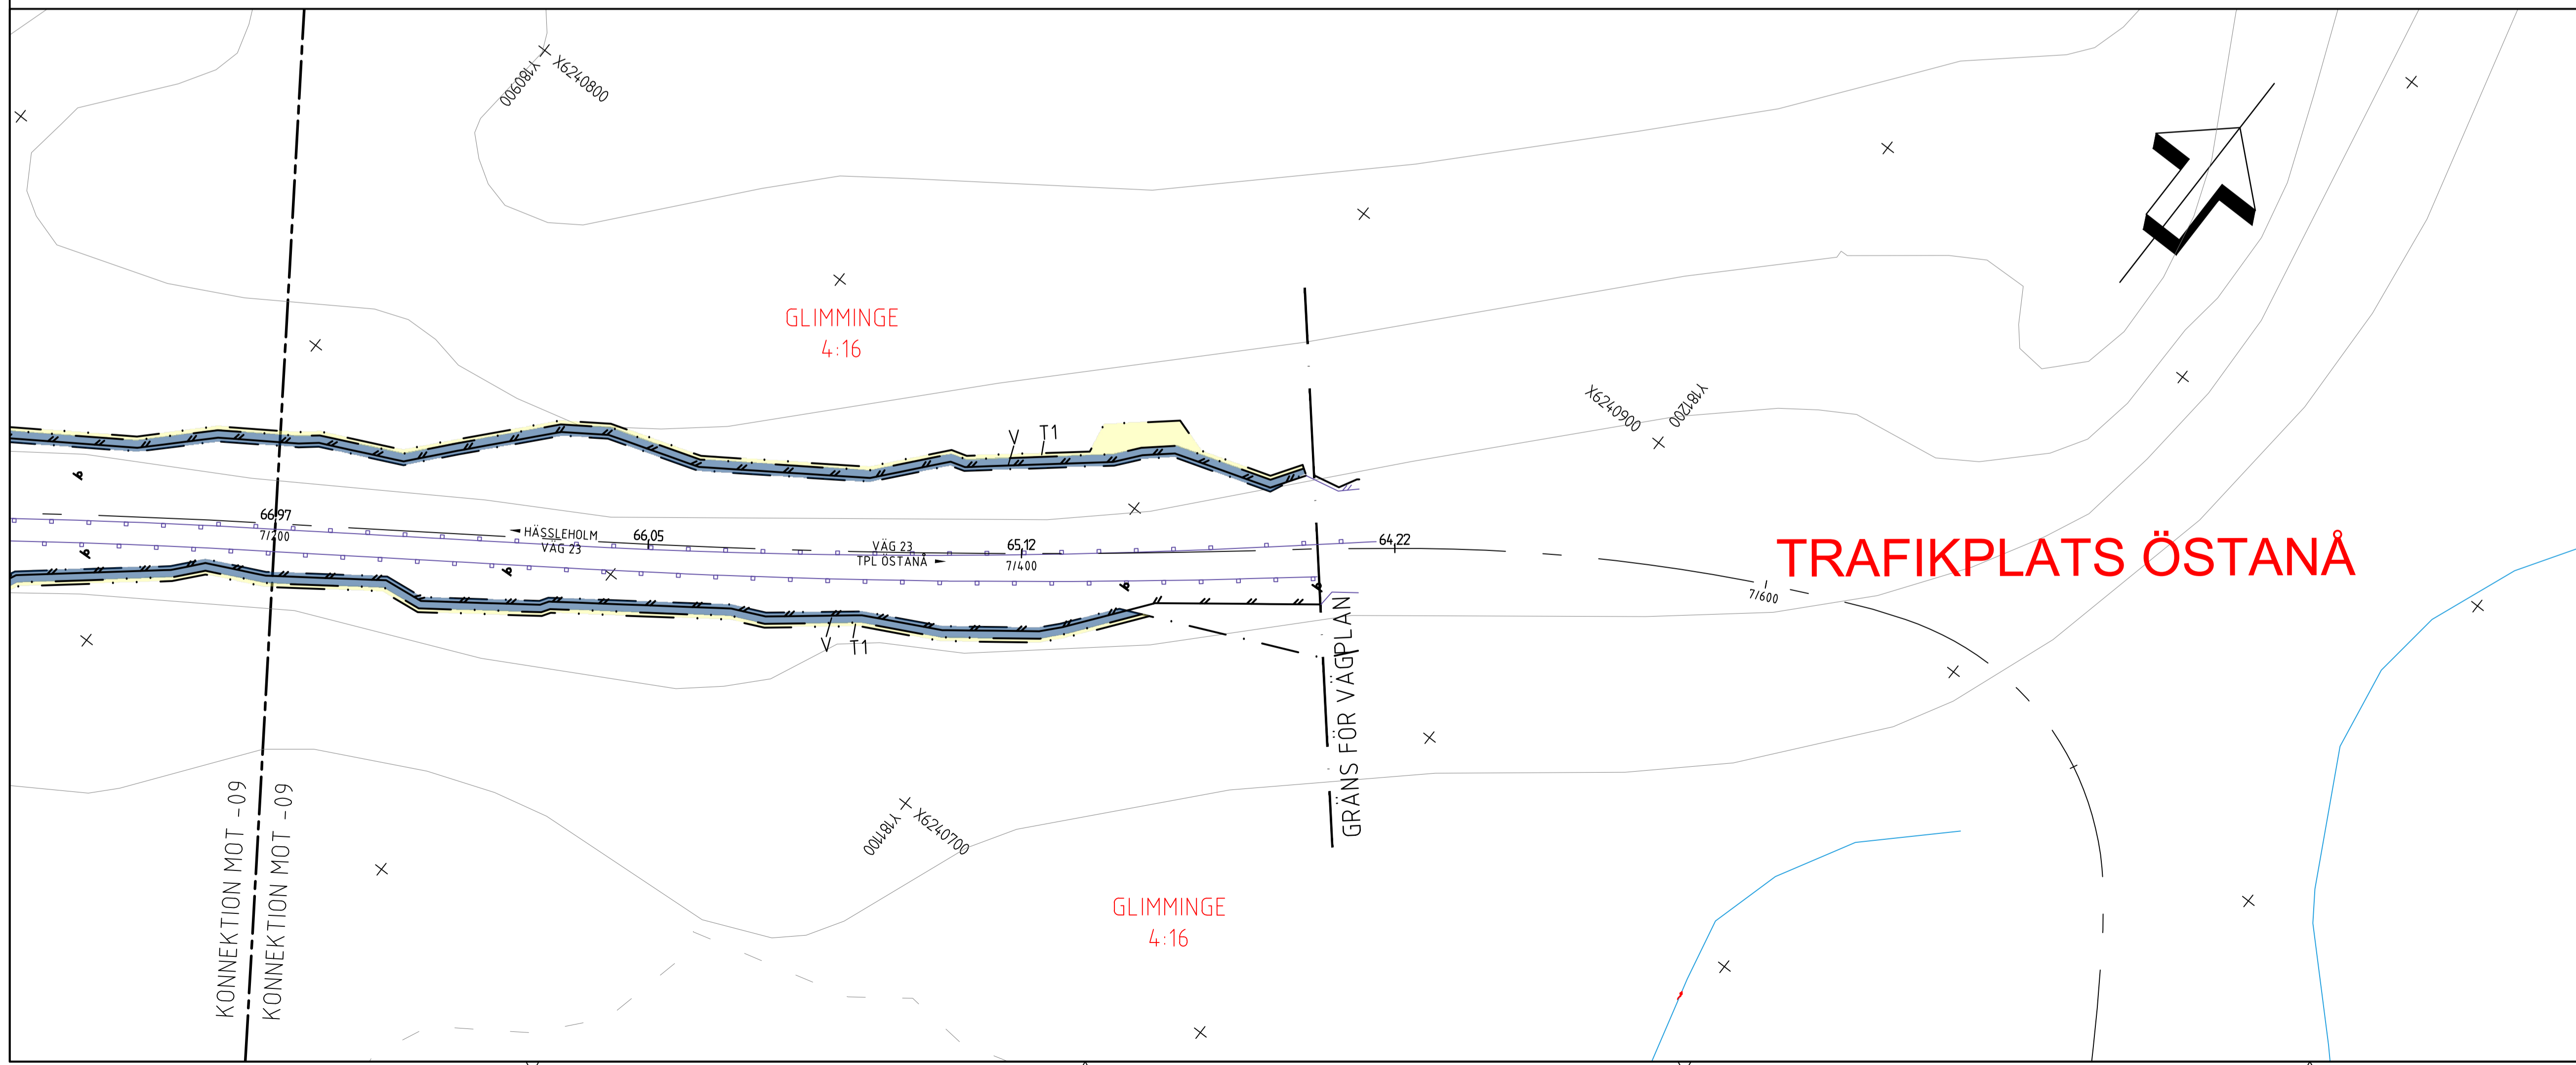 X6240800
Y180900
GLIMMINGE
4:16
X6240900
Y181200
V
T1
66,97
7/200
HÄSSLEHOLM
VÄG 23
66,05
VÄG 23
TPL ÖSTANÅ
65,12
7/400
64,22
TRAFIKPLATS ÖSTANÅ
7/600
V
T1
GRÄNS FÖR VÄGPLAN
KONNEKTION MOT -09
KONNEKTION MOT -09
Y181100
X6240700
GLIMMINGE
4:16